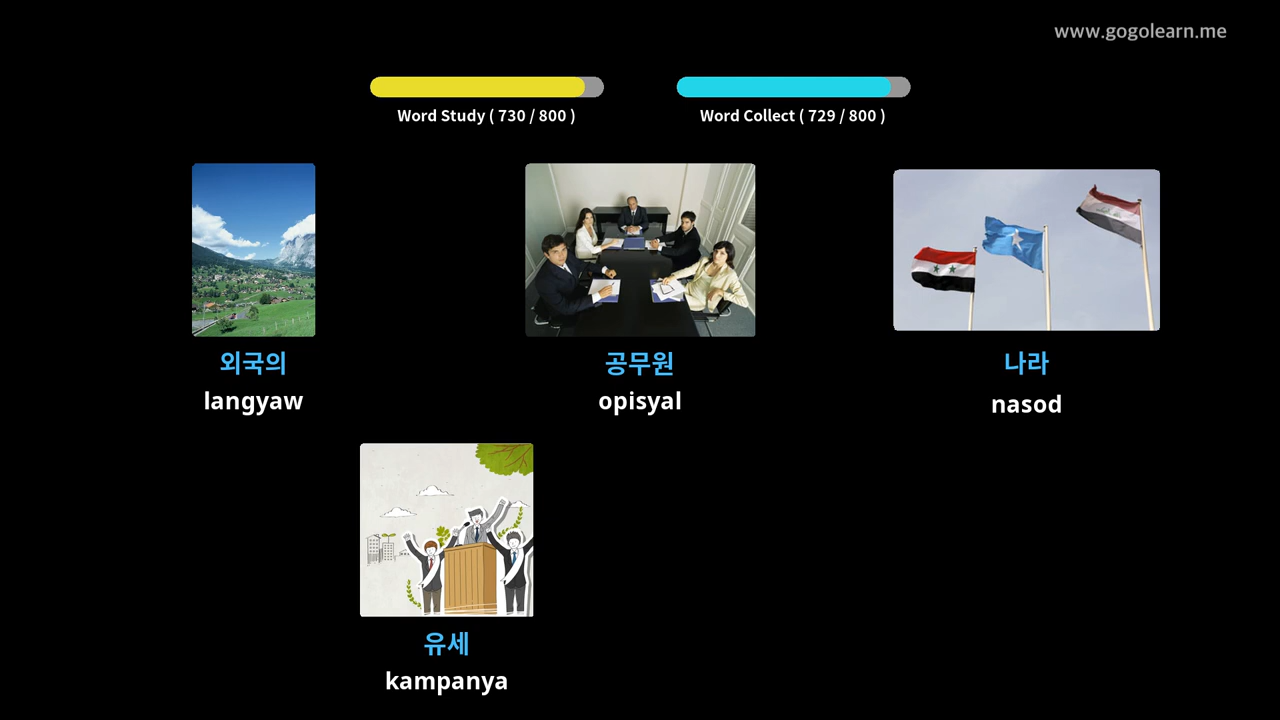 www.gogolearn.me
Word Study ( 730 / 800 )
Word Collect ( 729 / 800 )
외국의
langyaw
공무원
opisyal
나라
nasod
유세
kampanya